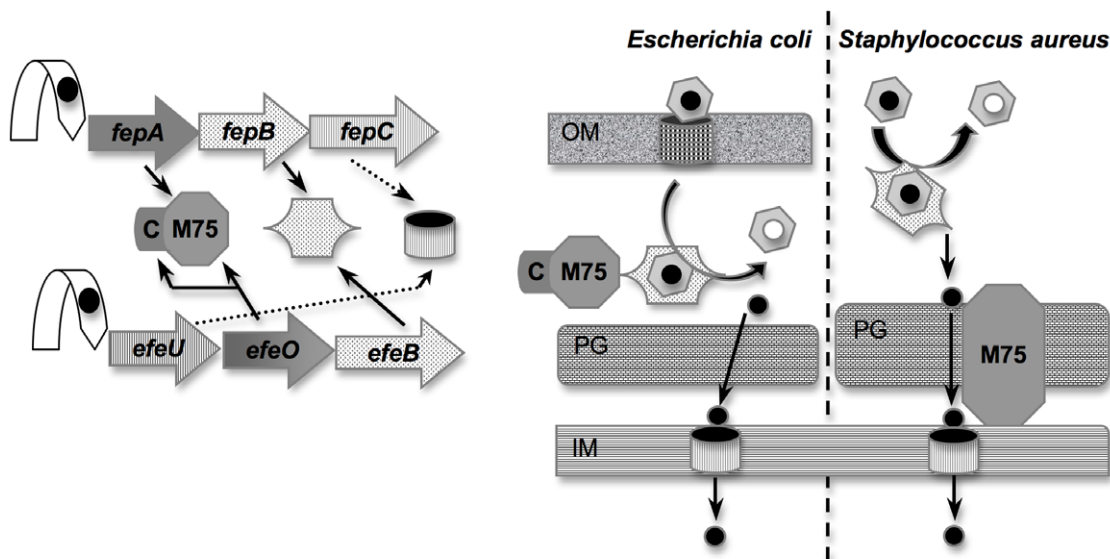 Escherichia coli
Staphylococcus aureus
fepA
fepB
fepC
OM
C
M75
C
M75
efeU
efeO
efeB
PG
PG
M75
IM